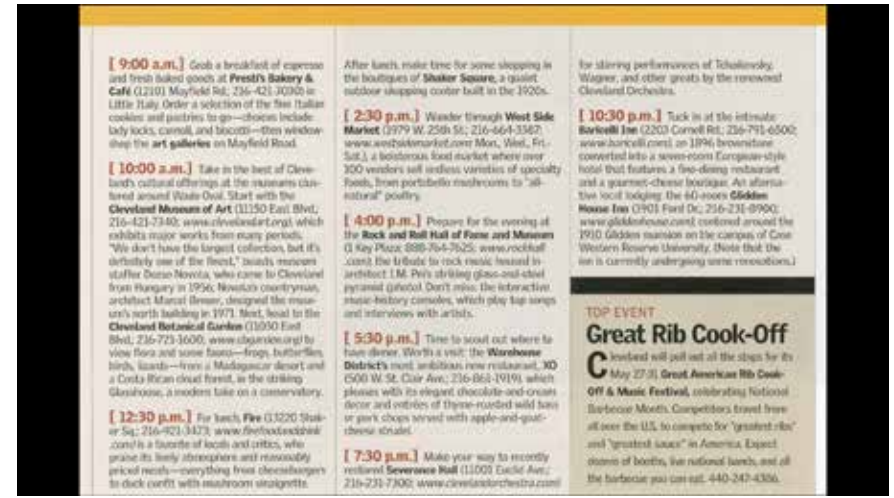 [ 9:00 a.m.] Grab a breakfast of espresso
and fresh baked goods at Presti's Bakery &
Café (12101 Mayfield Rd.; 216-421-3030) in
Little Italy. Order a selection of the fine Italian
cookies and pastries to go—choices include
lady locks, cannoli, and biscotti—then window-
shop the art galleries on Mayfield Road.
[ 10:00 a.m.] Take in the best of Cleve-
land's cultural offerings at the museums clus-
tered around Wade Oval. Start with the
Cleveland Museum of Art (11150 East Blvd.;
216-421-7340; www.clevelandart.org), which
exhibits major works from many periods.
"We don't have the largest collection, but it's
definitely one of the finest," boasts museum
staffer Dezso Novota, who came to Cleveland
from Hungary in 1956. Novota's countryman,
architect Marcel Breuer, designed the muse-
um's north building in 1971. Next, head to the
Cleveland Botanical Garden (11030 East
Blvd.; 216-721-1600; www.cbgarden.org) to
view flora and some fauna—frogs, butterflies,
birds, lizards—from a Madagascar desert and
a Costa Rican cloud forest, in the striking
Glasshouse, a modern take on a conservatory.
[ 12:30 p.m.] For lunch, Fire (13220 Shak-
er Sq.; 216-921-3473; www.firefoodanddrink
.com) is a favorite of locals and critics, who
praise its lively atmosphere and reasonably
priced meals—everything from cheeseburgers
to duck confit with mushroom vinaigrette.
After lunch, make time for some shopping in
the boutiques of Shaker Square, a quaint
outdoor shopping center built in the 1920s.
[ 2:30 p.m.] Wander through West Side
Market (1979 W. 25th St.; 216-664-3387;
www.westsidemarket.com; Mon., Wed., Fri.-
Sat.), a boisterous food market where over
100 vendors sell endless varieties of specialty
foods, from portobello mushrooms to "all-
natural" poultry.
[ 4:00 p.m.] Prepare for the evening at
the Rock and Roll Hall of Fame and Museum
(1 Key Plaza; 888-764-7625; www.rockhall
.com), the tribute to rock music housed in
architect I.M. Pei's striking glass-and-steel
pyramid (photo). Don't miss: the interactive
music-history consoles, which play top songs
and interviews with artists.
[ 5:30 p.m.] Time to scout out where to
have dinner. Worth a visit: the Warehouse
District's most ambitious new restaurant, XO
(500 W. St. Clair Ave.; 216-861-1919), which
pleases with its elegant chocolate-and-cream
decor and entrées of thyme-roasted wild bass
or pork chops served with apple-and-goat-
cheese strudel.
[ 7:30 p.m.] Make your way to recently
restored Severance Hall (11001 Euclid Ave.;
216-231-7300; www.clevelandorchestra.com)
for stirring performances of Tchaikovsky,
Wagner, and other greats by the renowned
Cleveland Orchestra.
[ 10:30 p.m.] Tuck in at the intimate
Baricelli Inn (2203 Cornell Rd.; 216-791-6500;
www.baricelli.com), an 1896 brownstone
converted into a seven-room European-style
hotel that features a fine-dining restaurant
and a gourmet-cheese boutique. An alterna-
tive local lodging: the 60-room Glidden
House Inn (1901 Ford Dr.; 216-231-8900;
www.gliddenhouse.com), centered around the
1910 Glidden mansion on the campus of Case
Western Reserve University. (Note that the
inn is currently undergoing some renovations.)
TOP EVENT
Great Rib Cook-Off
Cleveland will pull out all the stops for its
May 27-31 Great American Rib Cook-
Off & Music Festival, celebrating National
Barbecue Month. Competitors travel from
all over the U.S. to compete for "greatest ribs"
and "greatest sauce" in America. Expect
dozens of booths, live national bands, and all
the barbecue you can eat. 440-247-4386.